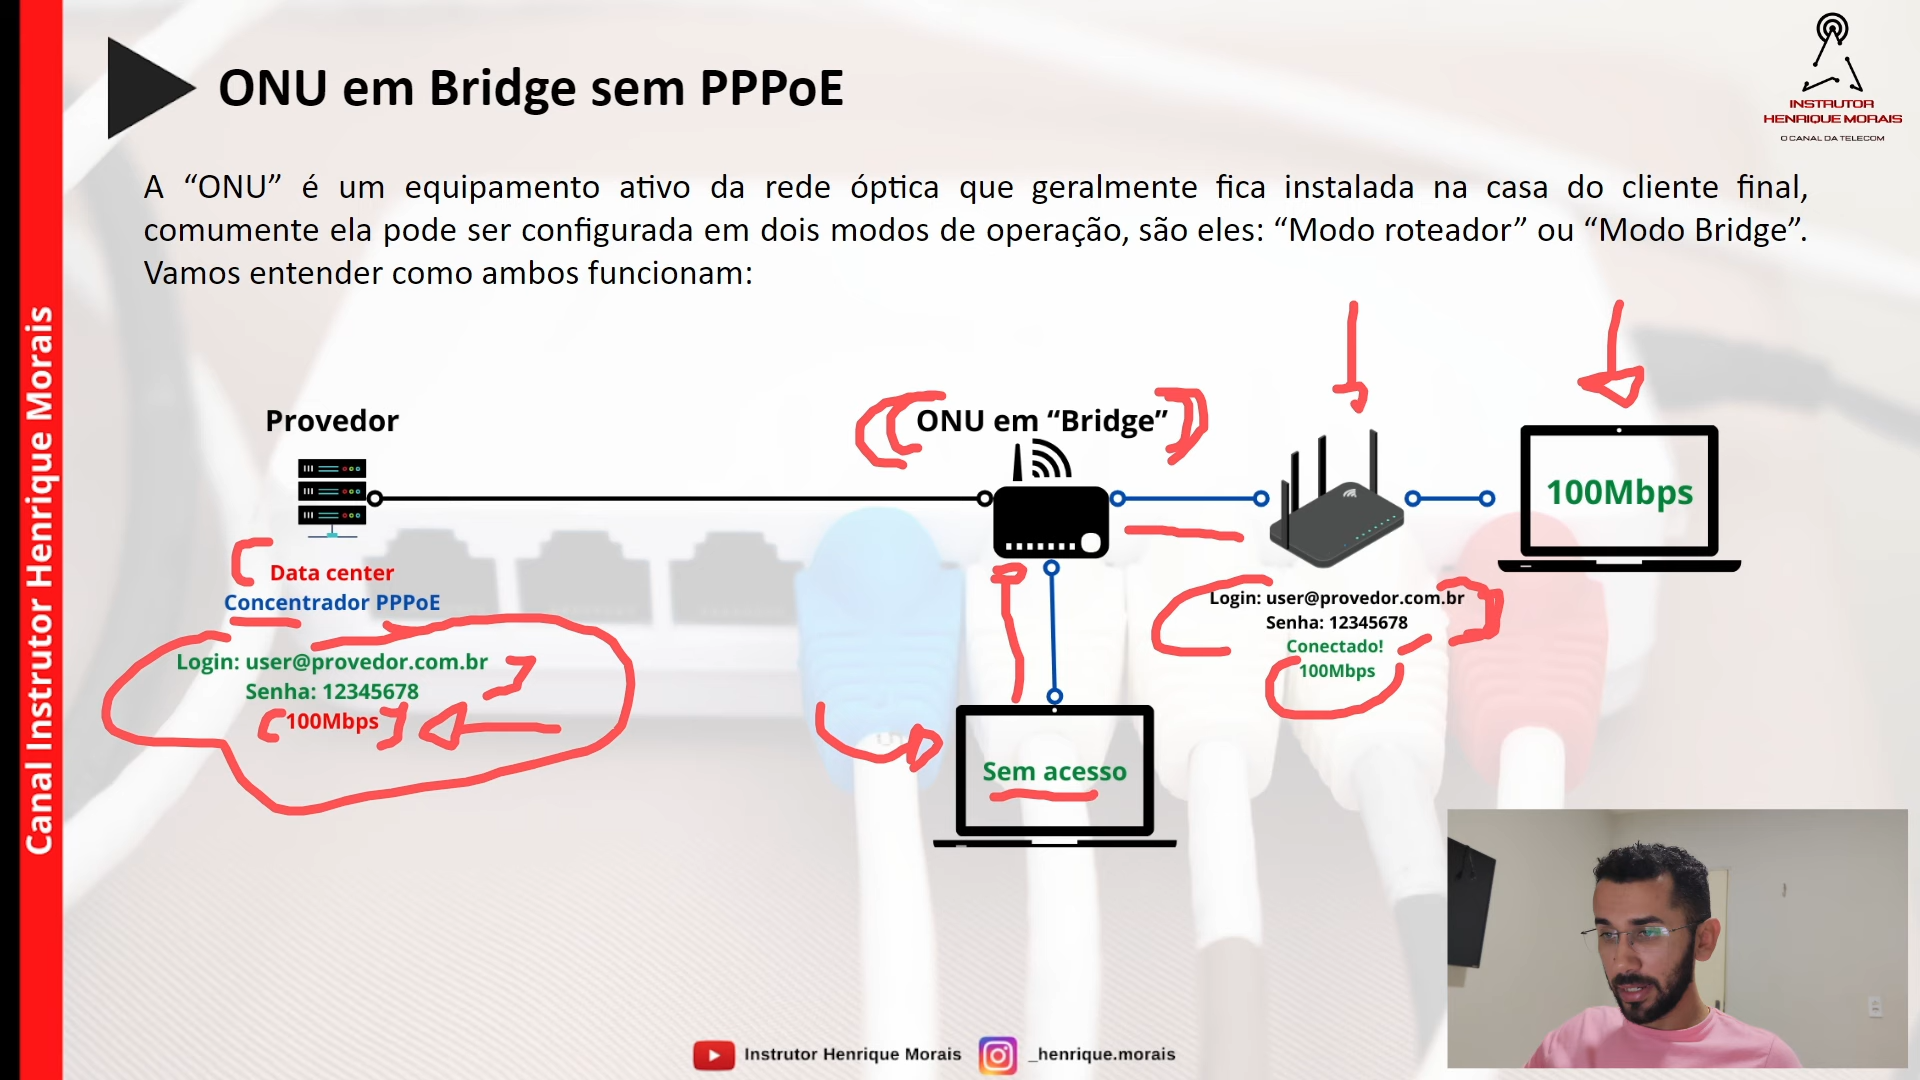 ONU em Bridge sem PPPoE
INSTRUTOR
HENRIQUE MORAIS
O CANAL DA TELECOM
A “ONU” é um equipamento ativo da rede óptica que geralmente fica instalada na casa do cliente final,
comumente ela pode ser configurada em dois modos de operação, são eles: “Modo roteador” ou “Modo Bridge”.
Vamos entender como ambos funcionam:
Canal Instrutor Henrique Morais
Provedor
ONU em “Bridge”
100Mbps
Data center
Concentrador PPPoE
Login: user@provedor.com.br
Senha: 12345678
100Mbps
Login: user@provedor.com.br
Senha: 12345678
Conectado!
100Mbps
Sem acesso
Instrutor Henrique Morais
_henrique.morais